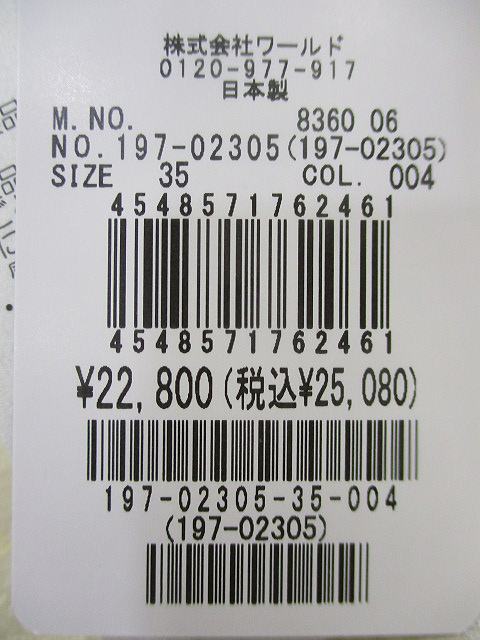 株式会社ワールド
0120-977-917
日本製
M.NO. 8360 06
NO.197-02305(197-02305)
SIZE 35 COL. 004
4548571762461
4548571762461
¥22,800(税込¥25,080)
197-02305-35-004
(197-02305)